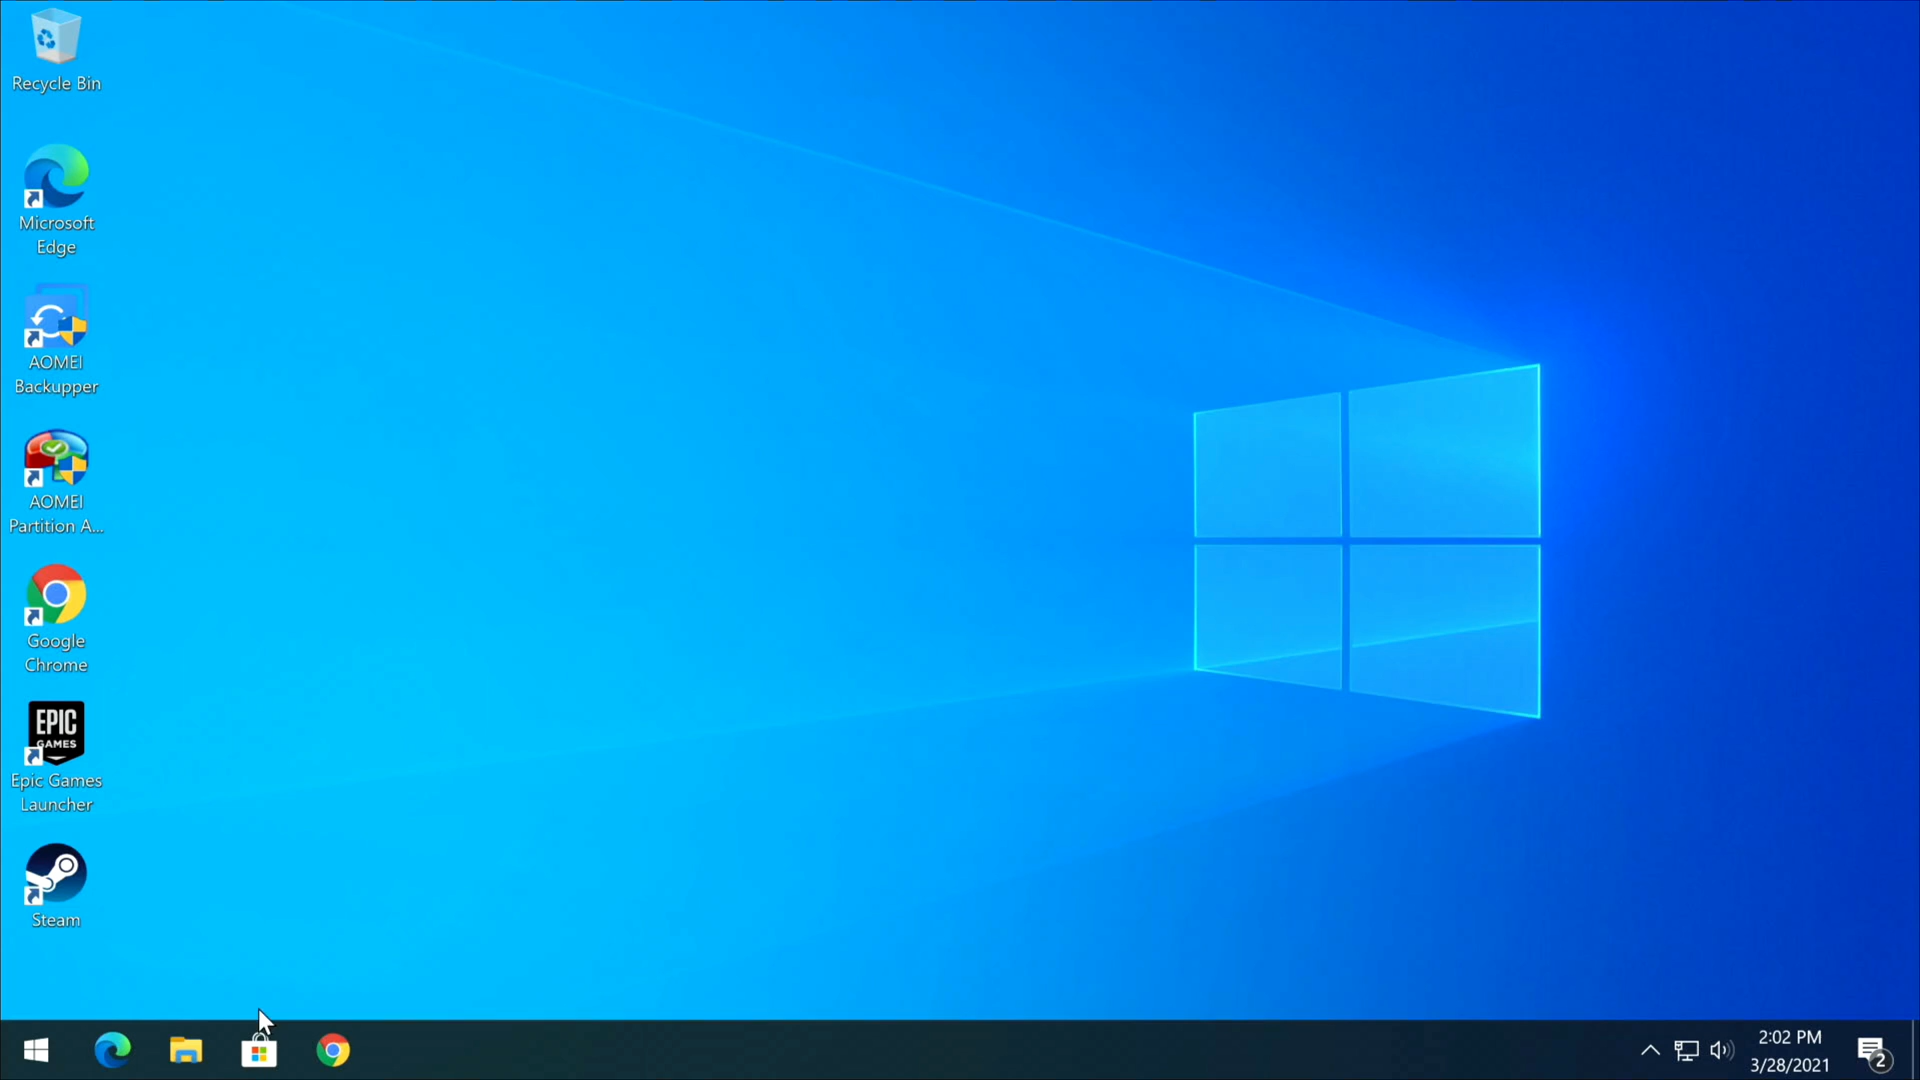 Recycle Bin
Microsoft
Edge
AOMEI
Backupper
AOMEI
Partition A...
Google
Chrome
EPIC
GAMES
Epic Games
Launcher
Steam
2:02 PM
3/28/2021
2